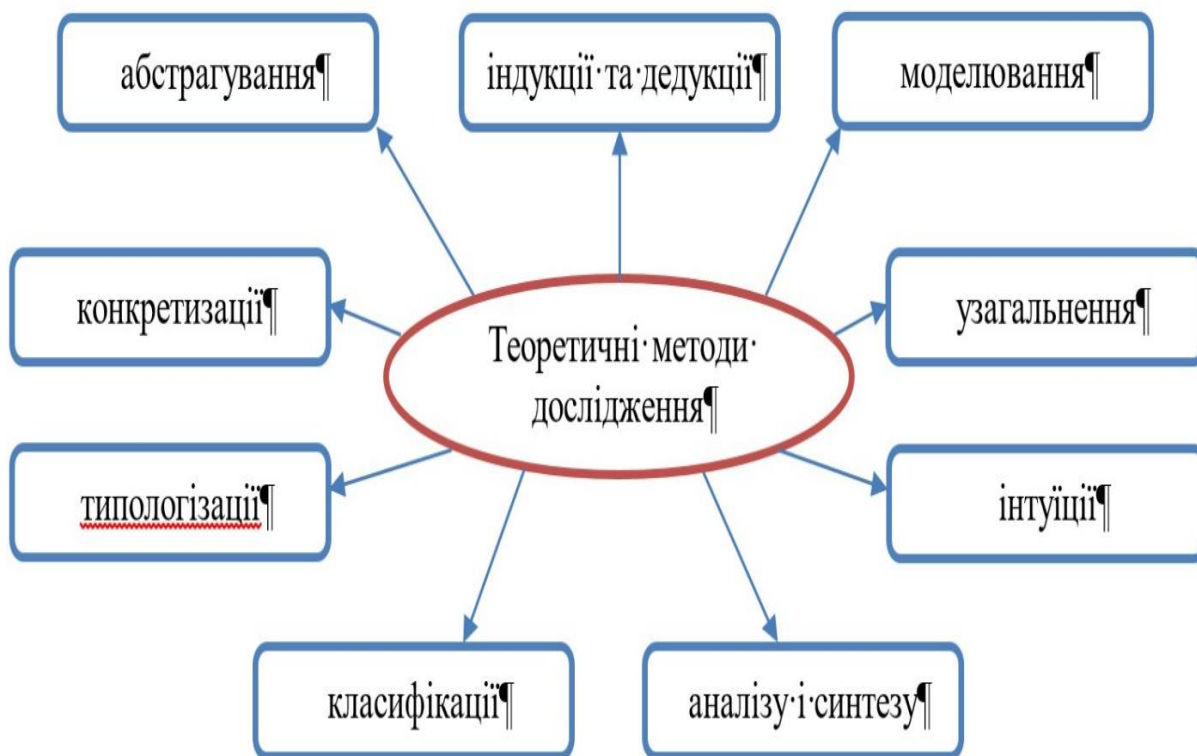 абстрагування¶
індукції·та·дедукції¶
моделювання¶
конкретизації¶
Теоретичні·методи·
дослідження¶
узагальнення¶
типологізації¶
інтуїції¶
класифікації¶
аналізу·і·синтезу¶